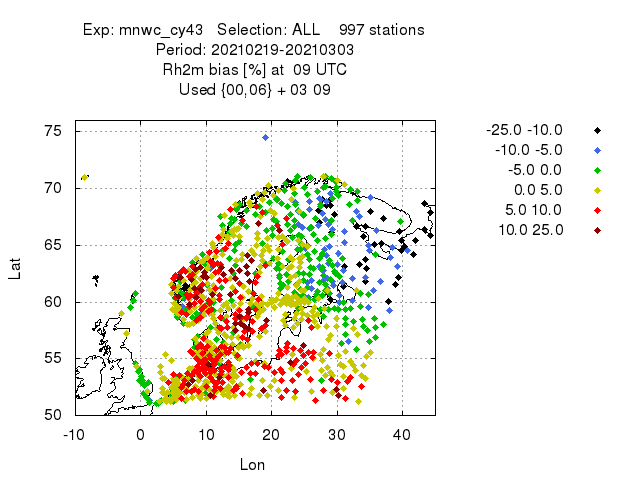 Exp: mnwc_cy43   Selection: ALL    997 stations
Period: 20210219-20210303
Rh2m bias [%] at  09 UTC
Used {00,06} + 03 09
-25.0 -10.0
-10.0 -5.0
-5.0 0.0
0.0 5.0
5.0 10.0
10.0 25.0
75
70
65
60
55
50
Lat
-10 0 10 20 30 40
Lon